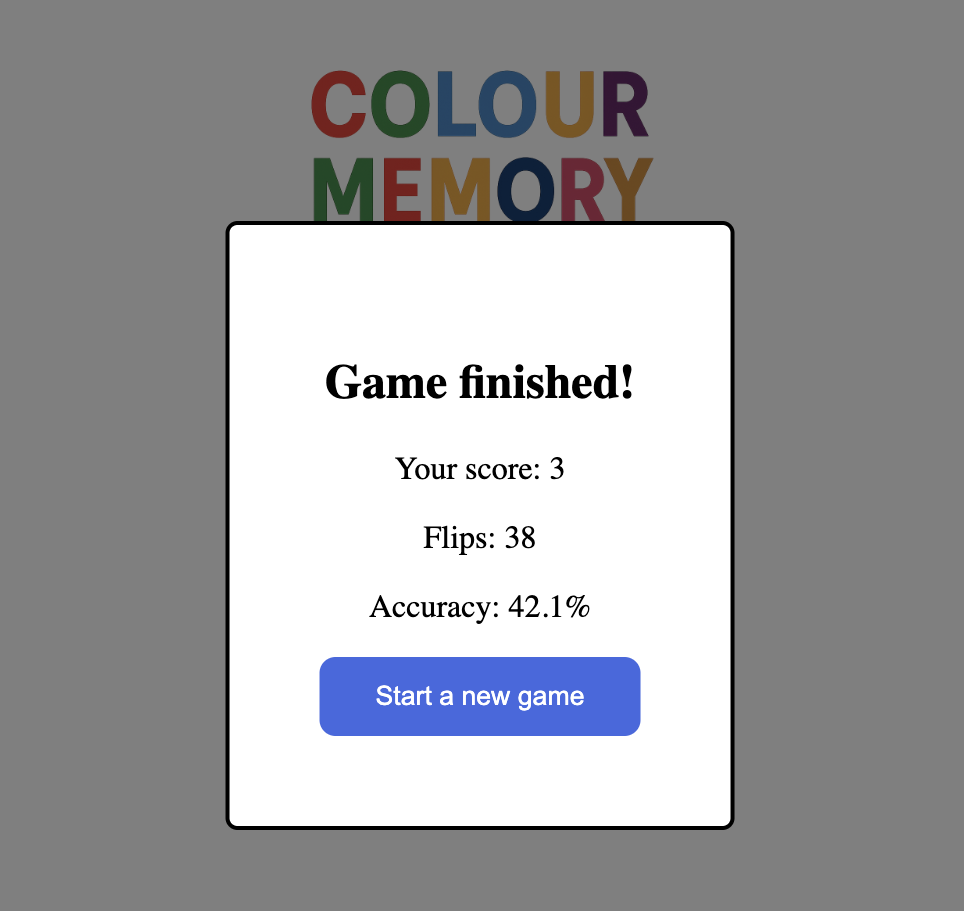 COLOUR
MEMORY
Game finished!
Your score: 3
Flips: 38
Accuracy: 42.1%
Start a new game